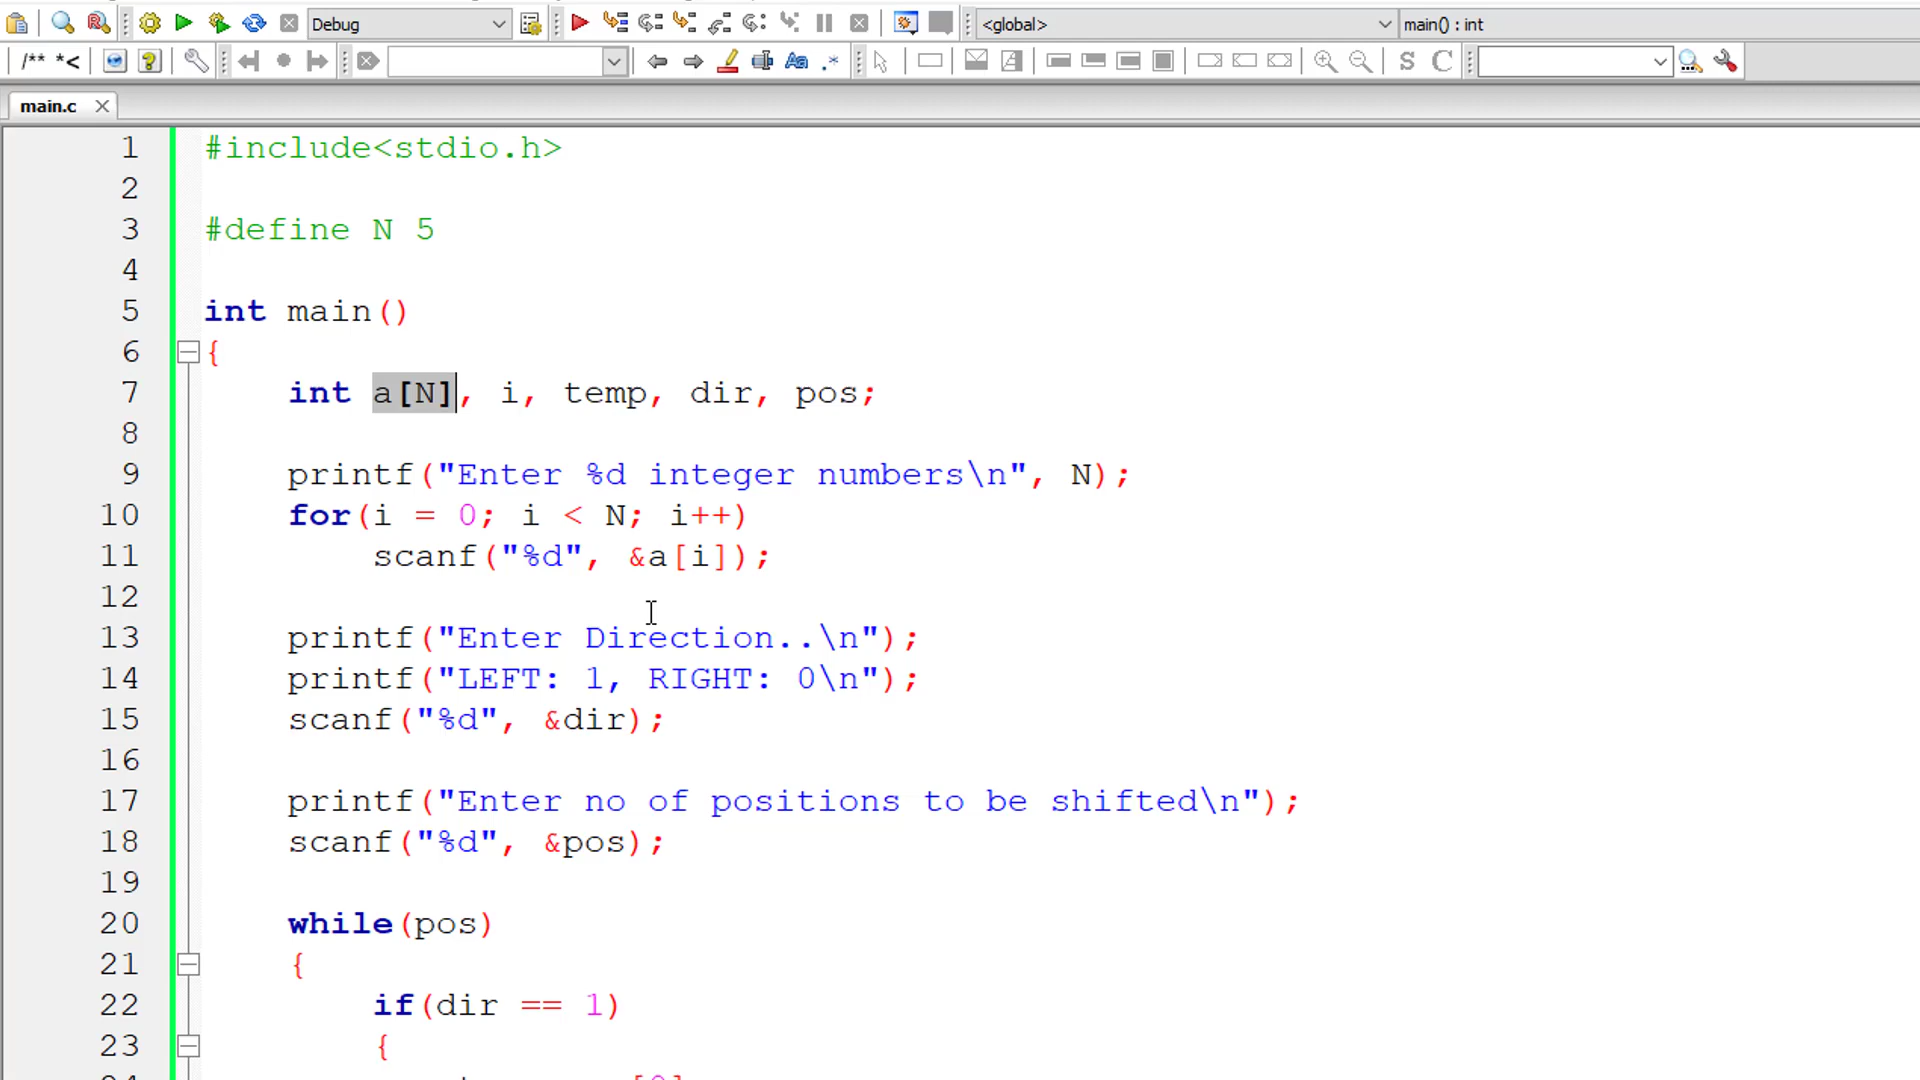 Debug
<global>
main() : int
/** *<
Aa .*
S C
main.c
1 #include<stdio.h>
2
3 #define N 5
4
5 int main()
6 {
7 int a[N], i, temp, dir, pos;
8
9 printf("Enter %d integer numbers\n", N);
10 for(i = 0; i < N; i++)
11 scanf("%d", &a[i]);
12
13 printf("Enter Direction..\n");
14 printf("LEFT: 1, RIGHT: 0\n");
15 scanf("%d", &dir);
16
17 printf("Enter no of positions to be shifted\n");
18 scanf("%d", &pos);
19
20 while(pos)
21 {
22 if(dir == 1)
23 {